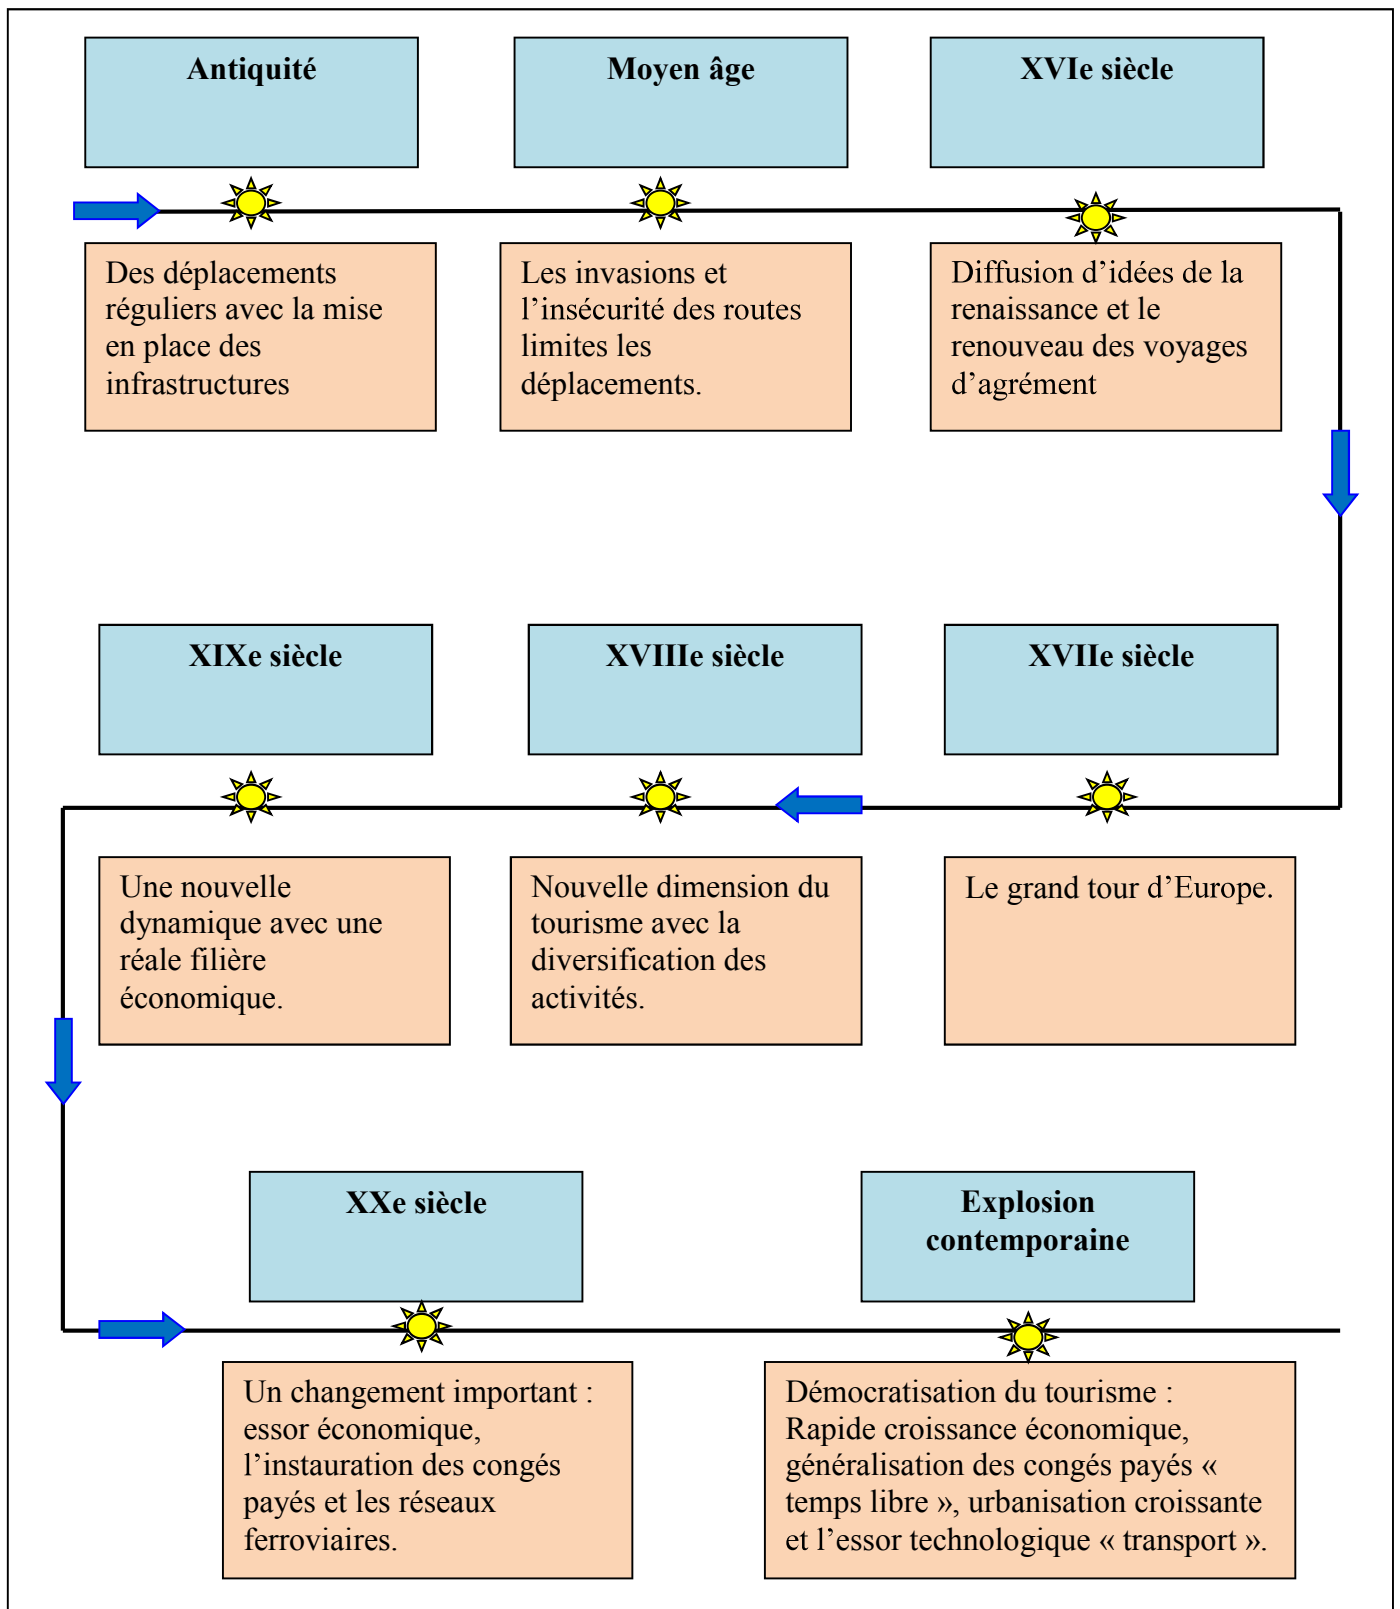 Antiquité
Des déplacements
réguliers avec la mise
en place des
infrastructures
Moyen âge
Les invasions et
l’insécurité des routes
limites les
déplacements.
XVIe siècle
Diffusion d’idées de la
renaissance et le
renouveau des voyages
d’agrément
XVIIe siècle
Le grand tour d’Europe.
XVIIIe siècle
Nouvelle dimension du
tourisme avec la
diversification des
activités.
XIXe siècle
Une nouvelle
dynamique avec une
réale filière
économique.
XXe siècle
Un changement important :
essor économique,
l’instauration des congés
payés et les réseaux
ferroviaires.
Explosion
contemporaine
Démocratisation du tourisme :
Rapide croissance économique,
généralisation des congés payés «
temps libre », urbanisation croissante
et l’essor technologique « transport ».